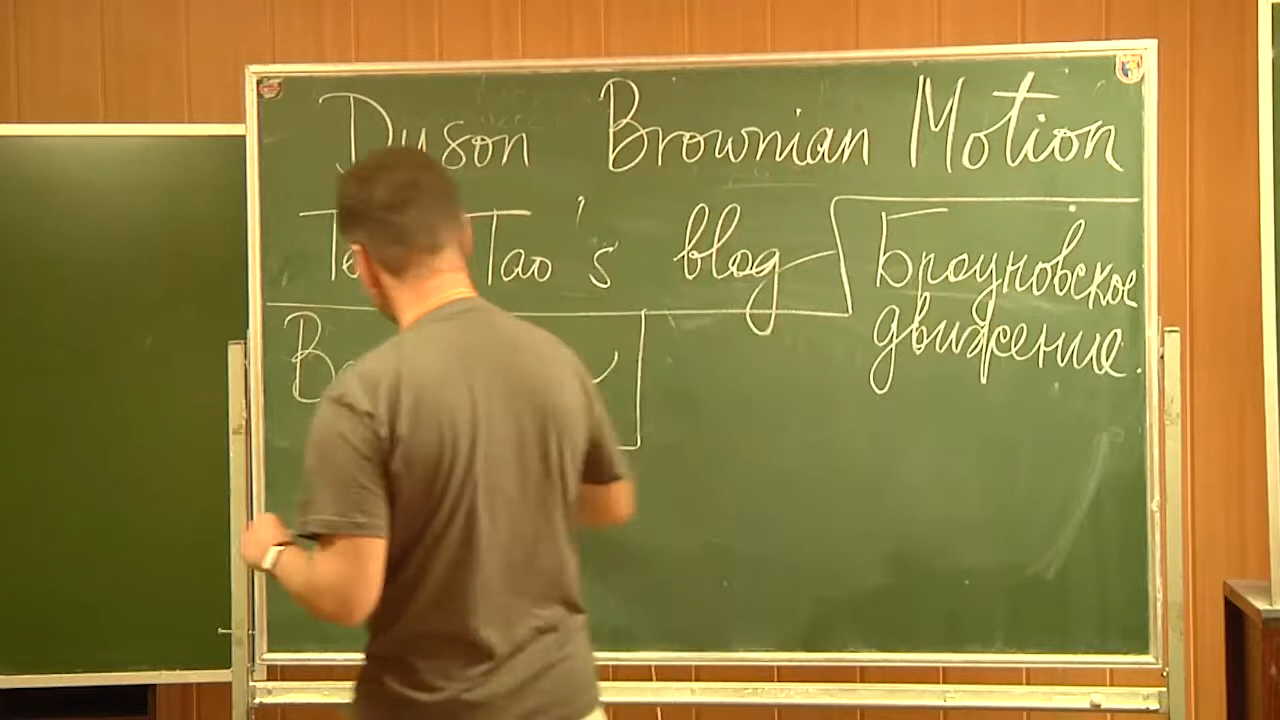 Dyson Brownian Motion
Tao's blog
Броуновское
движение.